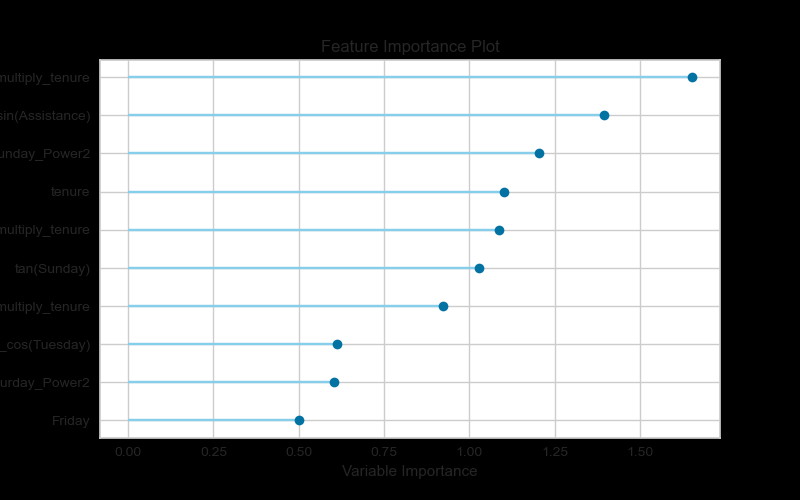 Feature Importance Plot
multiply_tenure
sin(Assistance)
unday_Power2
tenure
multiply_tenure
tan(Sunday)
multiply_tenure
_cos(Tuesday)
urday_Power2
Friday
0.00 0.25 0.50 0.75 1.00 1.25 1.50
Variable Importance